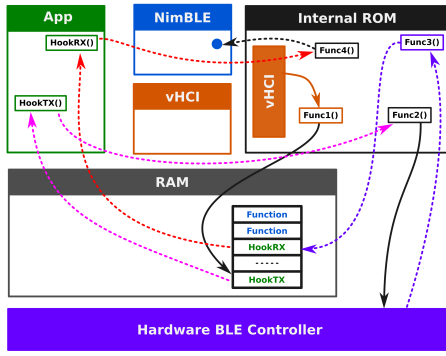 App
NimBLE
Internal ROM
HookRX()
Func4()
Func3()
vHCI
vHCI
HookTX()
Func1()
Func2()
RAM
Function
Function
HookRX
-----
HookTX
Hardware BLE Controller